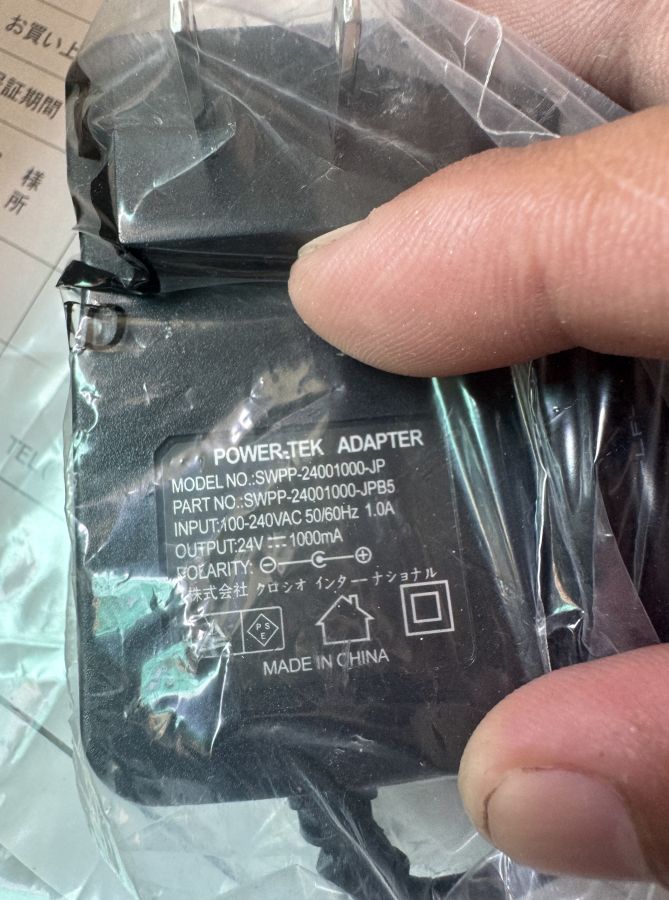 お買い上
証期間
様
所
TEL(
POWER-TEK ADAPTER
MODEL NO.:SWPP-24001000-JP
PART NO.:SWPP-24001000-JPB5
INPUT:100-240VAC 50/60Hz 1.0A
OUTPUT:24V ⎓ 1000mA
POLARITY:
株式会社 クロシオ インターナショナル
PS
E
MADE IN CHINA